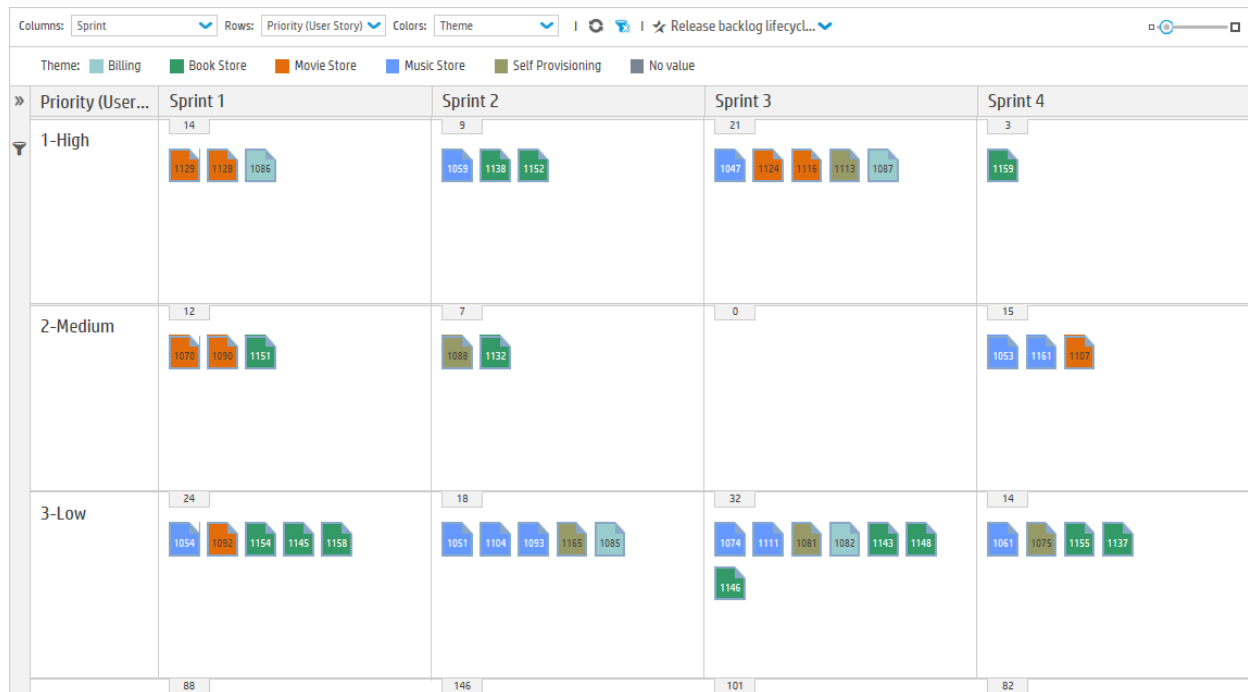 Columns: Sprint Rows: Priority (User Story) Colors: Theme Release backlog lifecycl...
Theme: Billing Book Store Movie Store Music Store Self Provisioning No value
» Priority (User... Sprint 1 Sprint 2 Sprint 3 Sprint 4
14 9 21 3
1-High
1129 1128 1086 1059 1138 1152 1047 1124 1116 1113 1087 1159
12 7 0 15
2-Medium
1070 1090 1151 1088 1132 1053 1161 1107
24 18 32 14
3-Low
1054 1092 1154 1145 1158 1051 1104 1093 1165 1085 1074 1111 1081 1082 1143 1148 1061 1075 1155 1137
1146
88 146 101 82